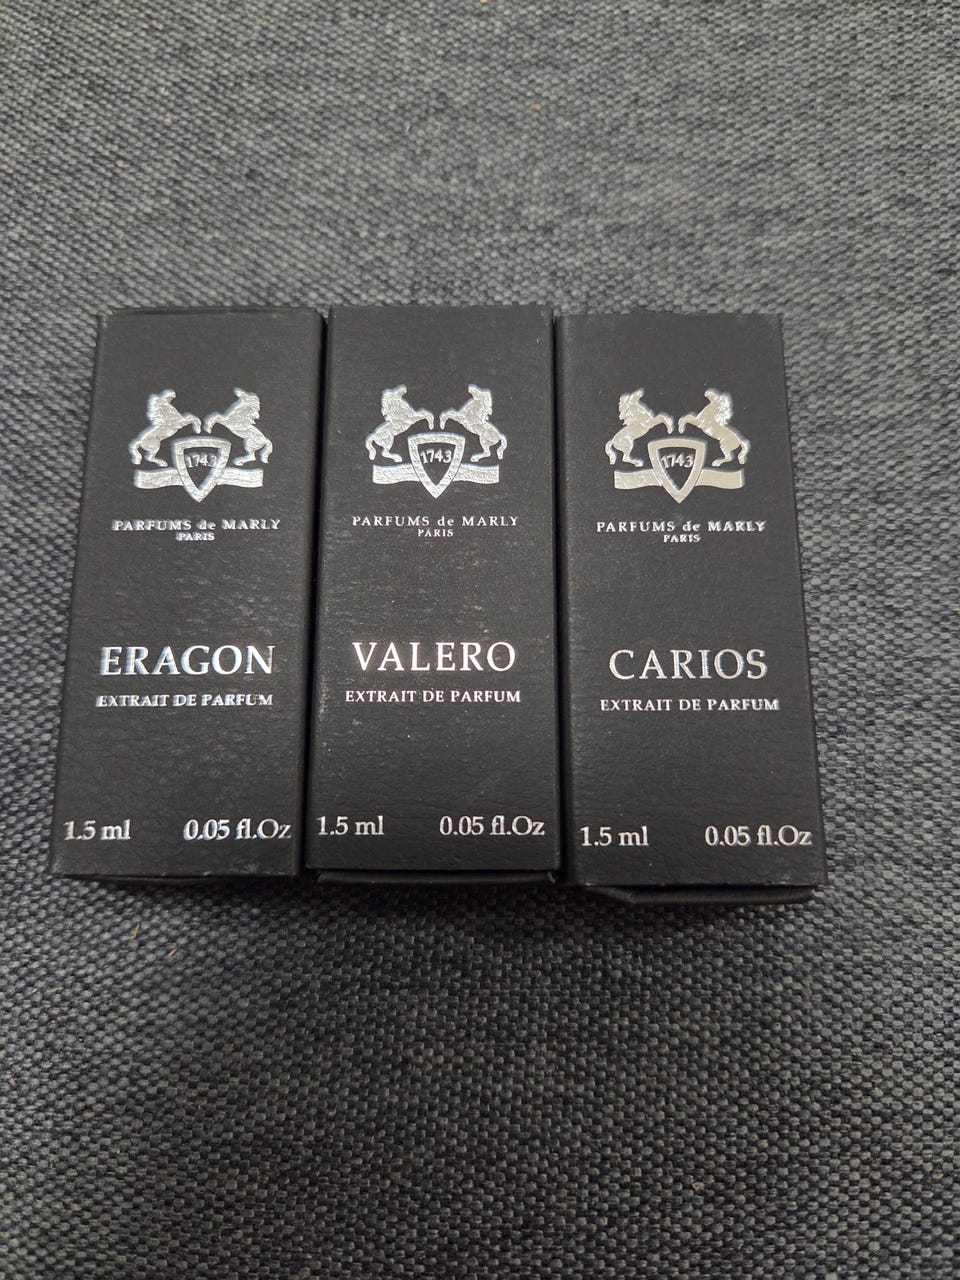 1743
PARFUMS de MARLY
PARIS
ERAGON
EXTRAIT DE PARFUM
1.5 ml 0.05 fl.Oz
1743
PARFUMS de MARLY
PARIS
VALERO
EXTRAIT DE PARFUM
1.5 ml 0.05 fl.Oz
1743
PARFUMS de MARLY
PARIS
CARIOS
EXTRAIT DE PARFUM
1.5 ml 0.05 fl.Oz